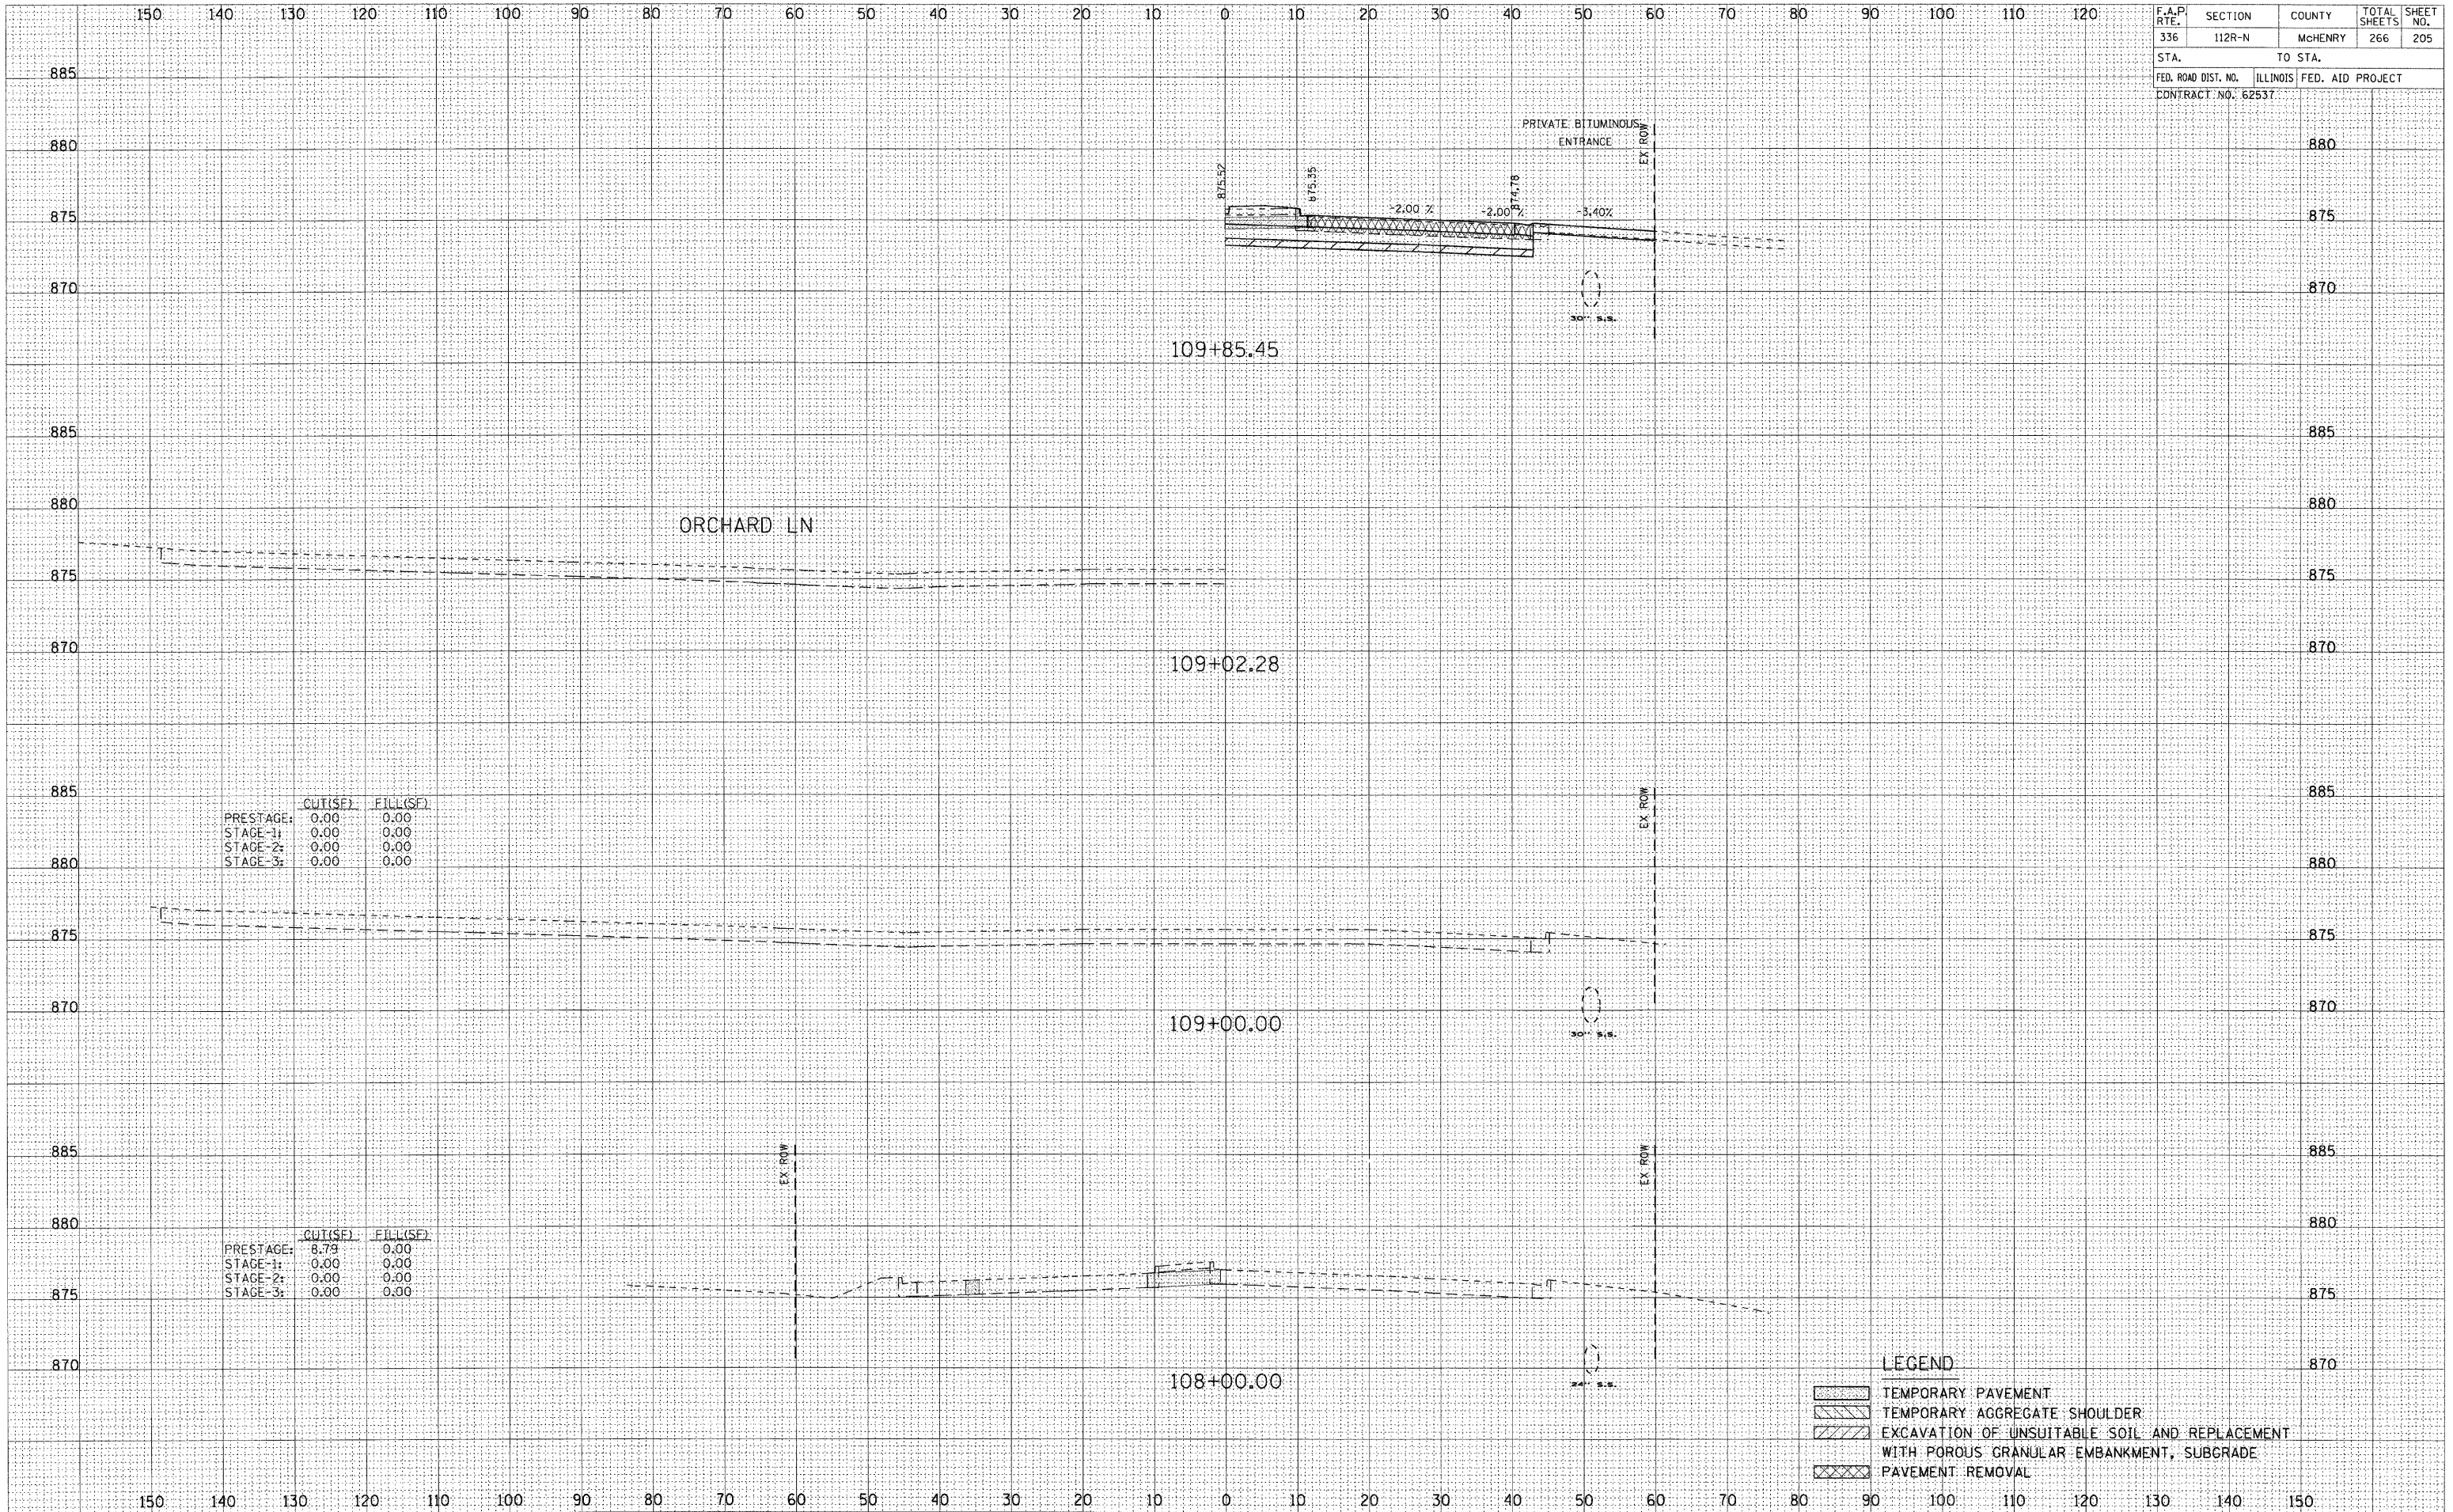 150 140 130 120 110 100 90 80 70 60 50 40 30 20 10 0 10 20 30 40 50 60 70 80 90 100 110 120
F.A.P. RTE. SECTION COUNTY TOTAL SHEETS SHEET NO.
336 112R-N McHENRY 266 205
STA. TO STA.
FED. ROAD DIST. NO. ILLINOIS FED. AID PROJECT
CONTRACT NO. 62537
885
PRIVATE BITUMINOUS
ENTRANCE
EX ROW
880 880
875.52 875.35 874.78
-2.00 % -2.00 % -3.40%
875 875
870 870
30" S.S.
109+85.45
885 885
880 880
ORCHARD LN
875 875
870 870
109+02.28
885 885
EX ROW
CUT(SF) FILL(SF)
PRESTAGE: 0.00 0.00
STAGE-1: 0.00 0.00
STAGE-2: 0.00 0.00
STAGE-3: 0.00 0.00
880 880
875 875
870 870
109+00.00
30" S.S.
885 885
EX ROW EX ROW
880 880
CUT(SF) FILL(SF)
PRESTAGE: 8.79 0.00
STAGE-1: 0.00 0.00
STAGE-2: 0.00 0.00
STAGE-3: 0.00 0.00
875 875
870 870
108+00.00
24" S.S.
LEGEND
TEMPORARY PAVEMENT
TEMPORARY AGGREGATE SHOULDER
EXCAVATION OF UNSUITABLE SOIL AND REPLACEMENT
WITH POROUS GRANULAR EMBANKMENT, SUBGRADE
PAVEMENT REMOVAL
150 140 130 120 110 100 90 80 70 60 50 40 30 20 10 0 10 20 30 40 50 60 70 80 90 100 110 120 130 140 150